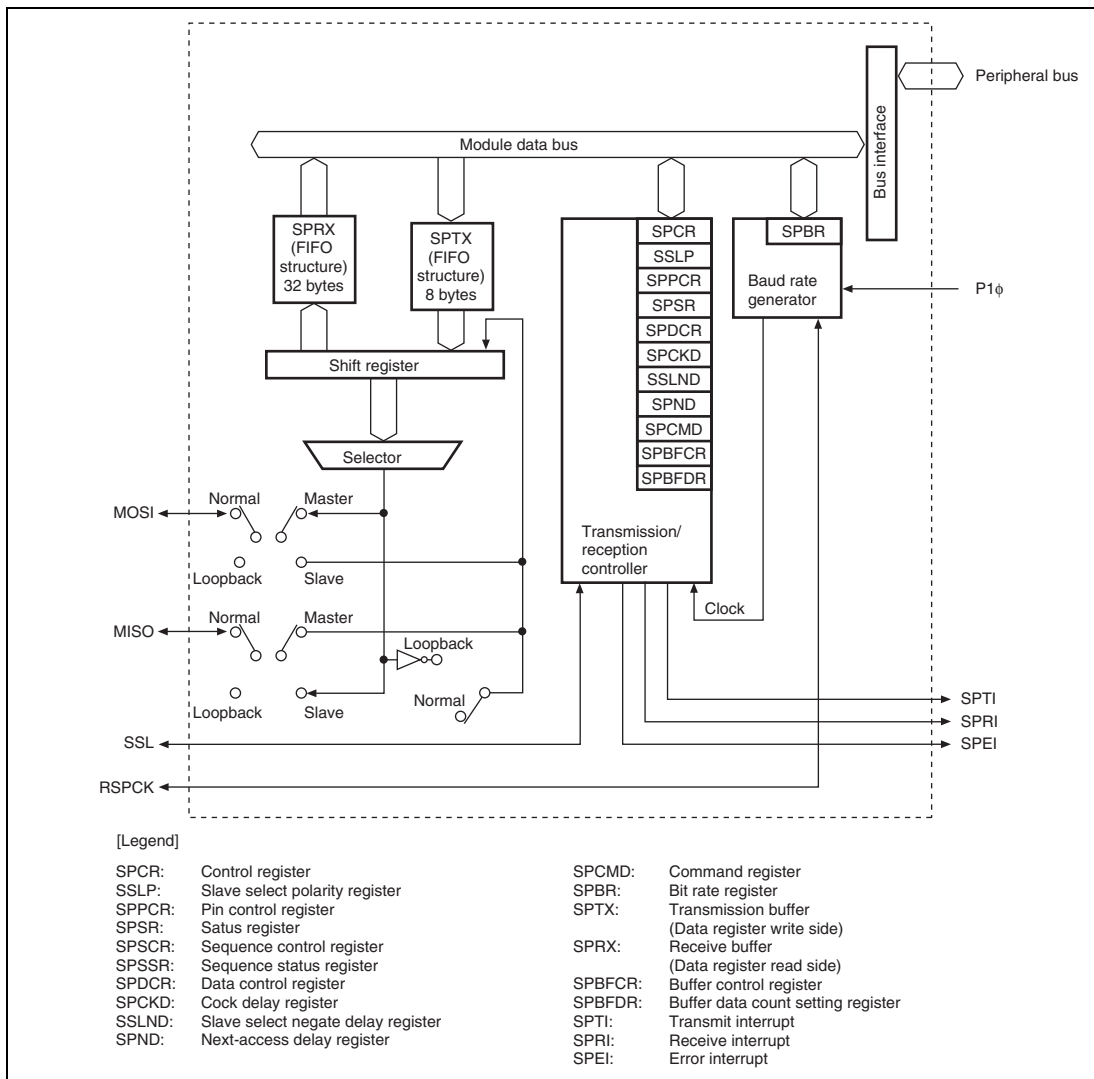 Peripheral bus
Bus interface
Module data bus
SPRX
(FIFO
structure)
32 bytes
SPTX
(FIFO
structure)
8 bytes
SPCR
SSLP
SPPCR
SPSR
SPDCR
SPCKD
SSLND
SPND
SPCMD
SPBFCR
SPBFDR
Transmission/
reception
controller
SPBR
Baud rate
generator
P1ϕ
Shift register
Selector
MOSI
Normal
Master
Loopback
Slave
MISO
Normal
Master
Loopback
Loopback
Slave
Normal
Clock
SSL
RSPCK
SPTI
SPRI
SPEI
[Legend]
SPCR: Control register
SSLP: Slave select polarity register
SPPCR: Pin control register
SPSR: Satus register
SPSCR: Sequence control register
SPSSR: Sequence status register
SPDCR: Data control register
SPCKD: Cock delay register
SSLND: Slave select negate delay register
SPND: Next-access delay register
SPCMD: Command register
SPBR: Bit rate register
SPTX: Transmission buffer
(Data register write side)
SPRX: Receive buffer
(Data register read side)
SPBFCR: Buffer control register
SPBFDR: Buffer data count setting register
SPTI: Transmit interrupt
SPRI: Receive interrupt
SPEI: Error interrupt